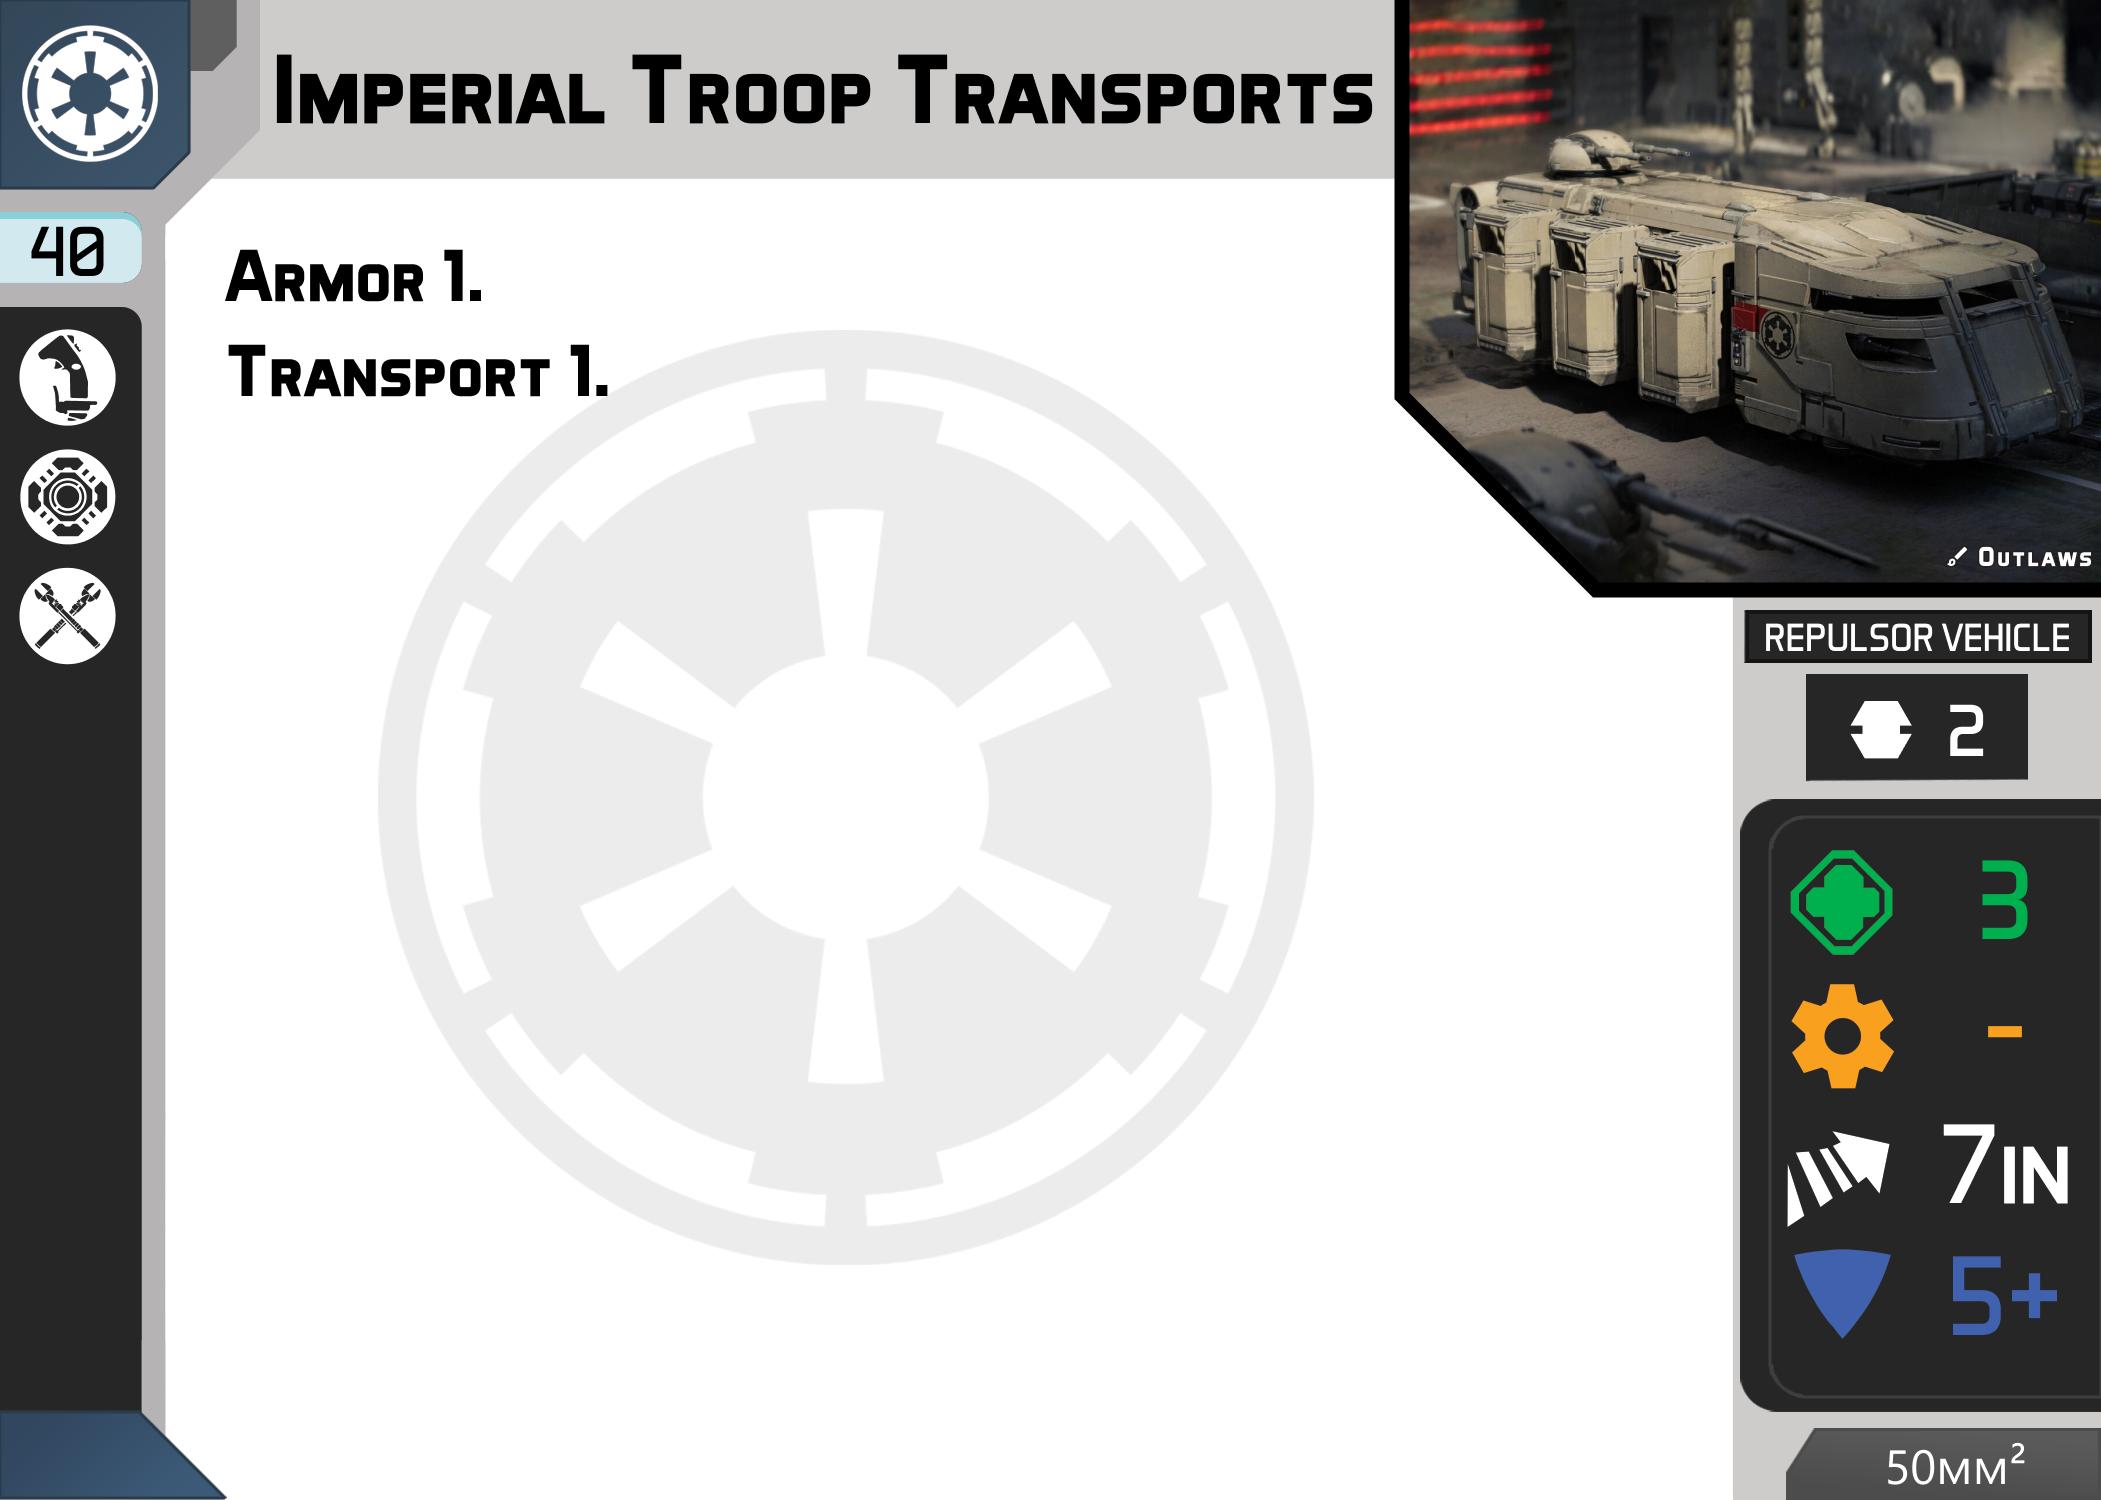 Imperial Troop Transports
40
Armor 1.
Transport 1.
Outlaws
REPULSOR VEHICLE
2
3
-
7in
5+
50mm²